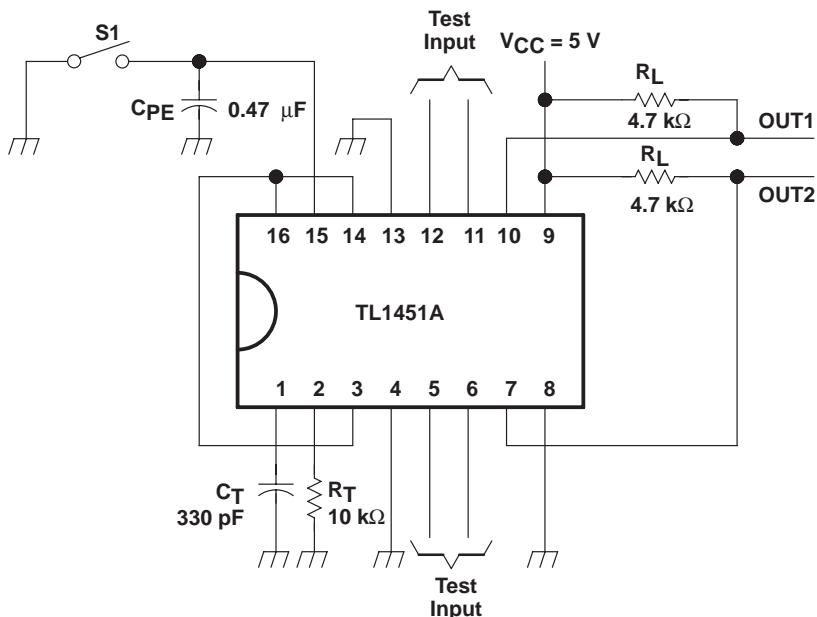 Test
Input
S1
VCC = 5 V
RL
CPE
0.47 μF
4.7 kΩ
OUT1
RL
4.7 kΩ
OUT2
16 15 14 13 12 11 10 9
TL1451A
1 2 3 4 5 6 7 8
CT
330 pF
RT
10 kΩ
Test
Input